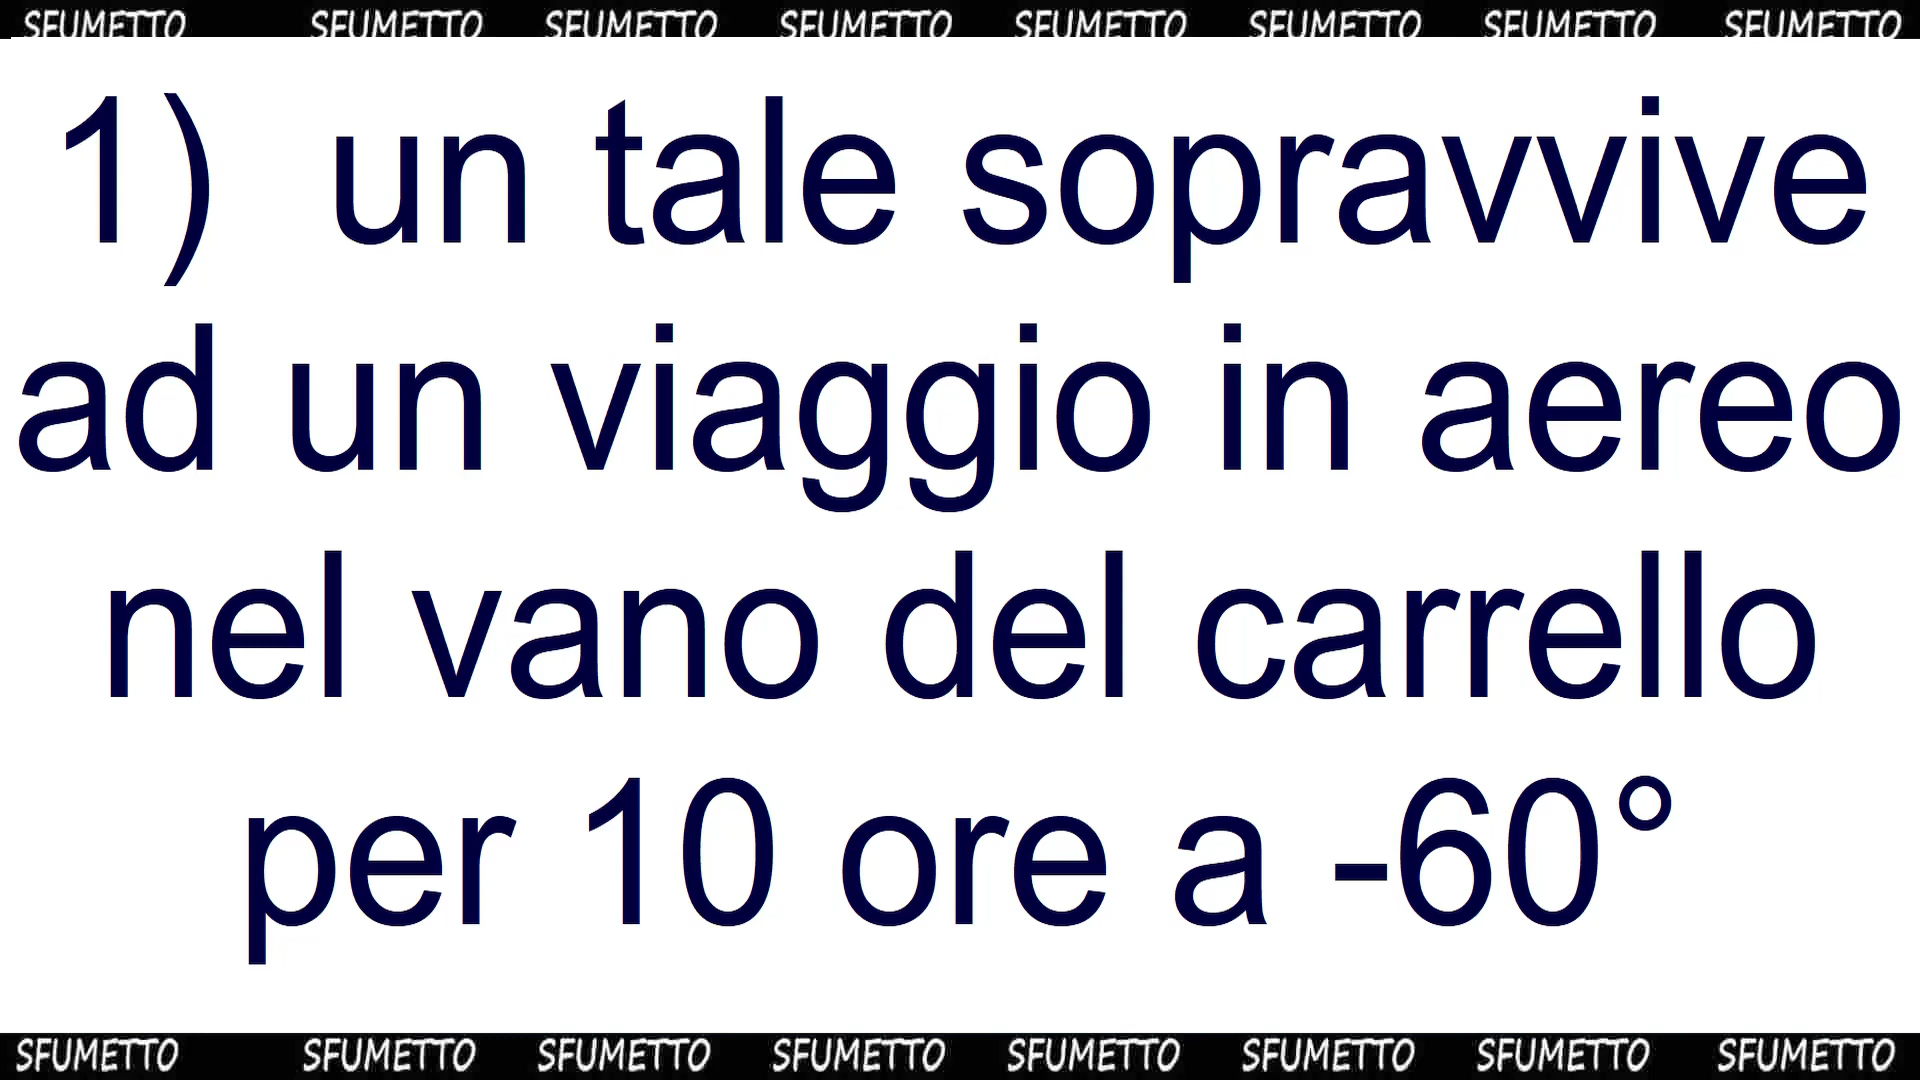 SFUMETTO SFUMETTO SFUMETTO SFUMETTO SFUMETTO SFUMETTO SFUMETTO SFUMETTO
1) un tale sopravvive
ad un viaggio in aereo
nel vano del carrello
per 10 ore a -60°
SFUMETTO SFUMETTO SFUMETTO SFUMETTO SFUMETTO SFUMETTO SFUMETTO SFUMETTO